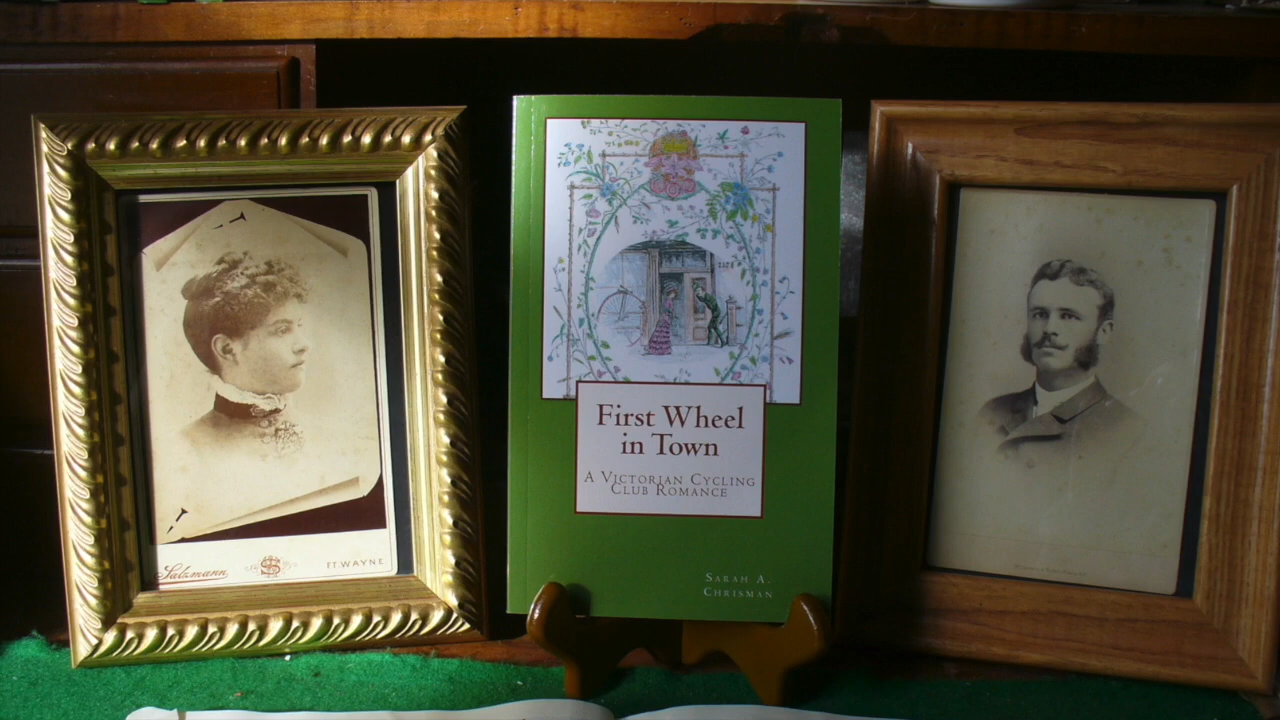 Salzmann
FT. WAYNE
First Wheel
in Town
A Victorian Cycling
Club Romance
Sarah A.
Chrisman